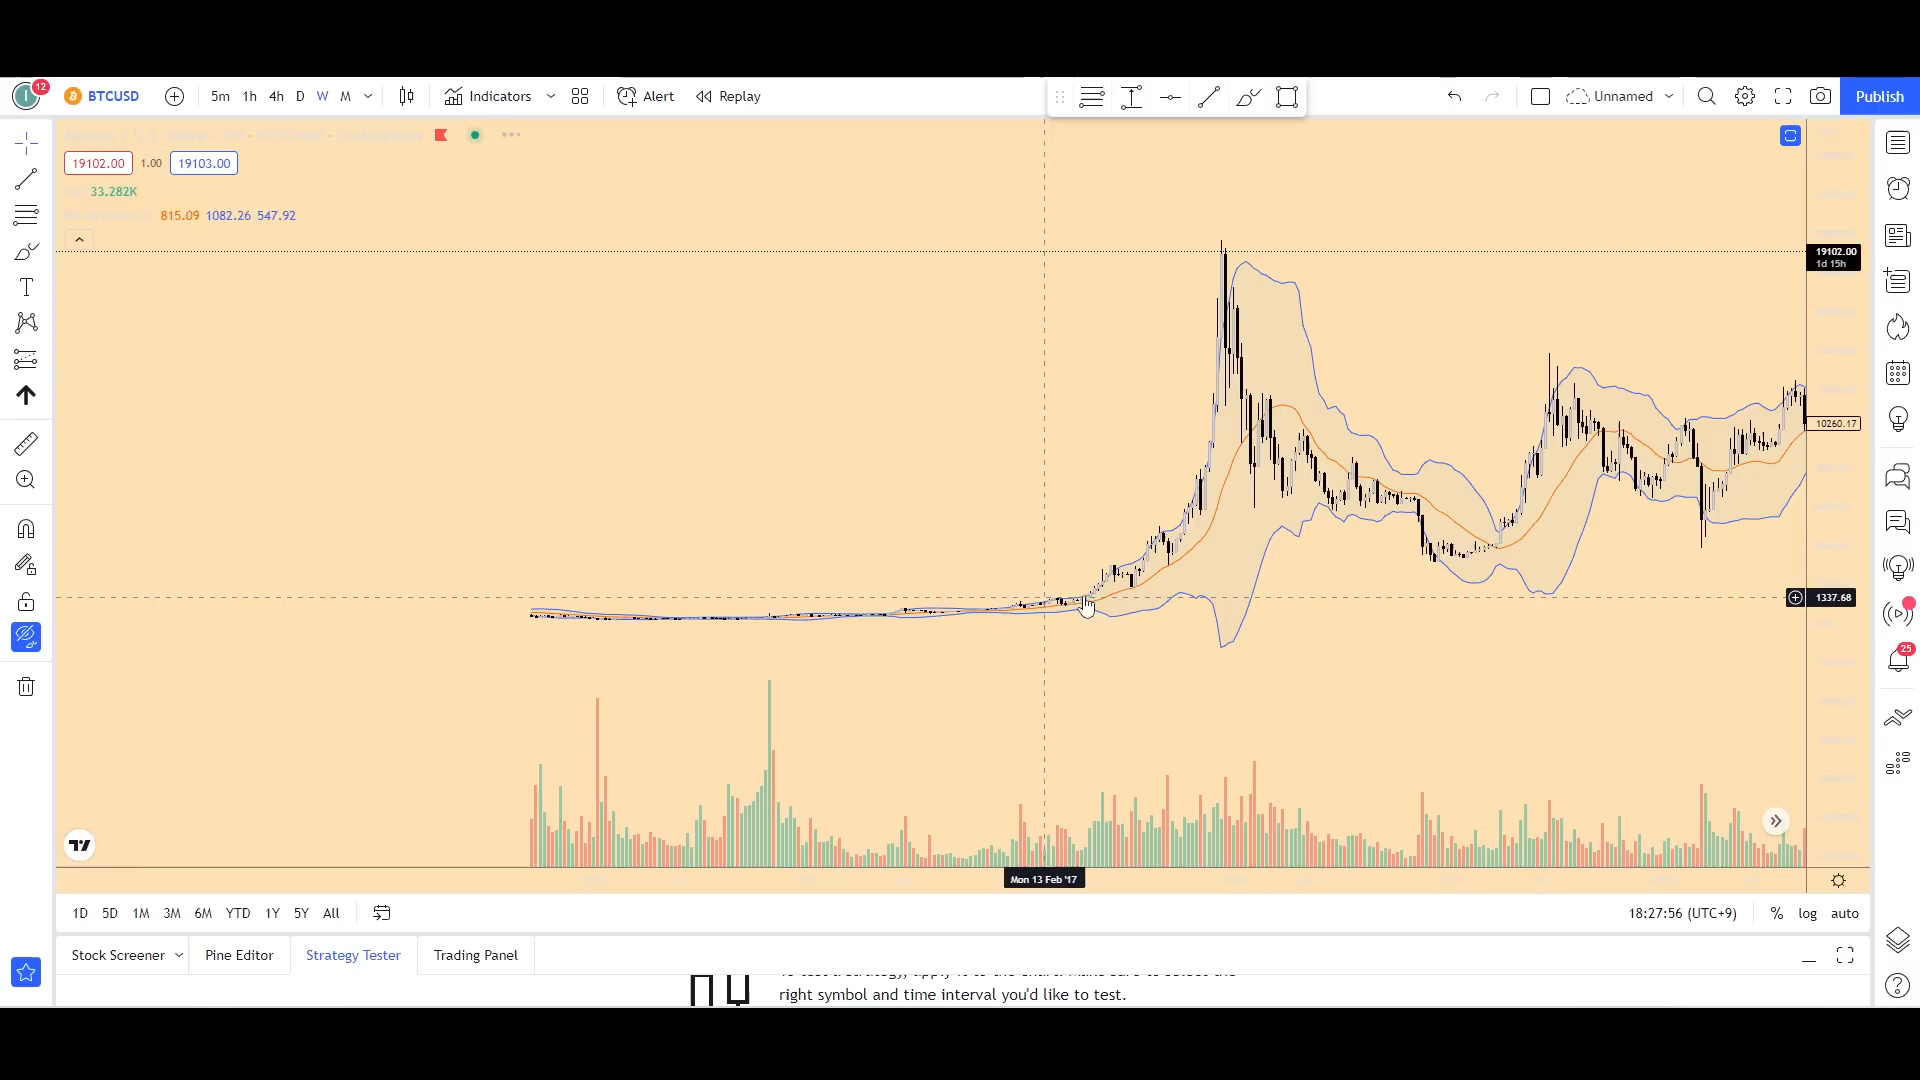 12 BTCUSD 5m 1h 4h D W M Indicators Alert Replay Unnamed Publish
19102.00 1.00 19103.00
33.282K
815.09 1082.26 547.92
19102.00
1d 15h
10260.17
1337.68
25
Mon 13 Feb '17
1D 5D 1M 3M 6M YTD 1Y 5Y All 18:27:56 (UTC+9) % log auto
Stock Screener Pine Editor Strategy Tester Trading Panel
right symbol and time interval you'd like to test.